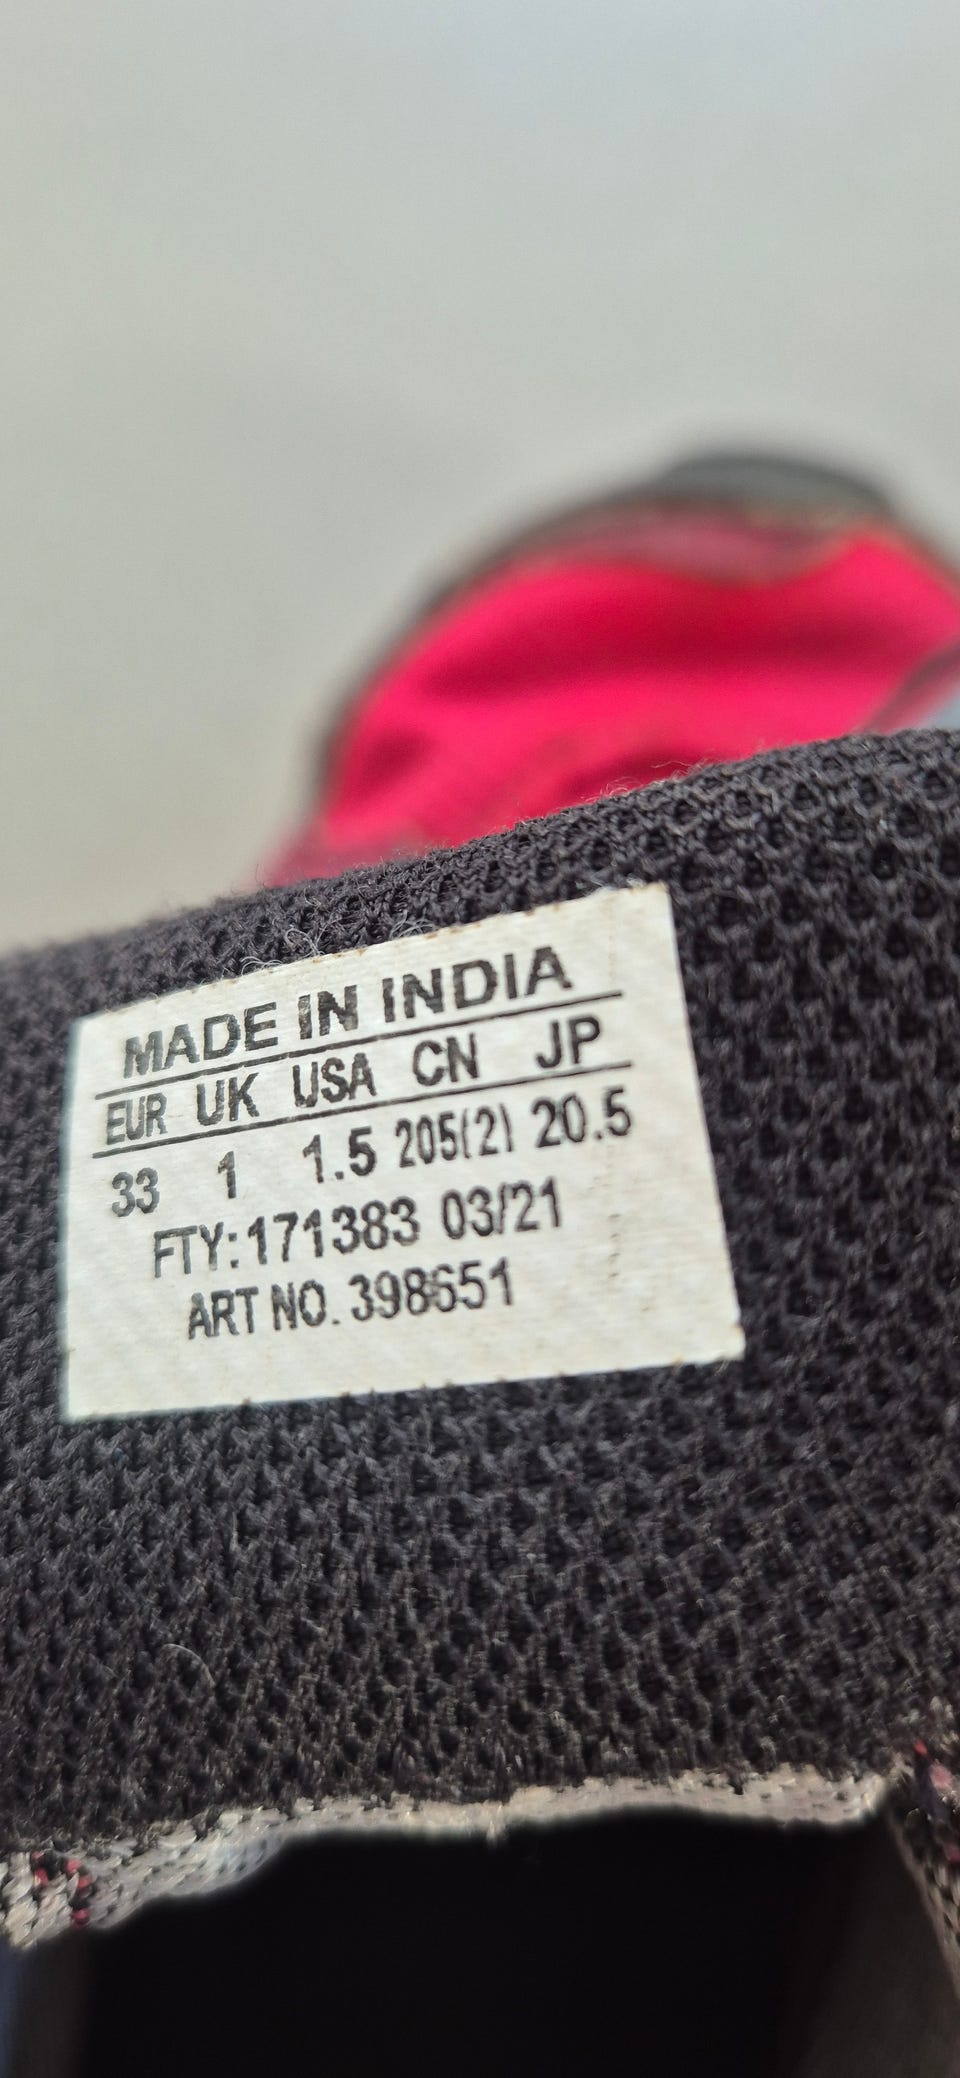 MADE IN INDIA
EUR UK USA CN JP
33 1 1.5 205(2) 20.5
FTY:171383 03/21
ART NO. 398651